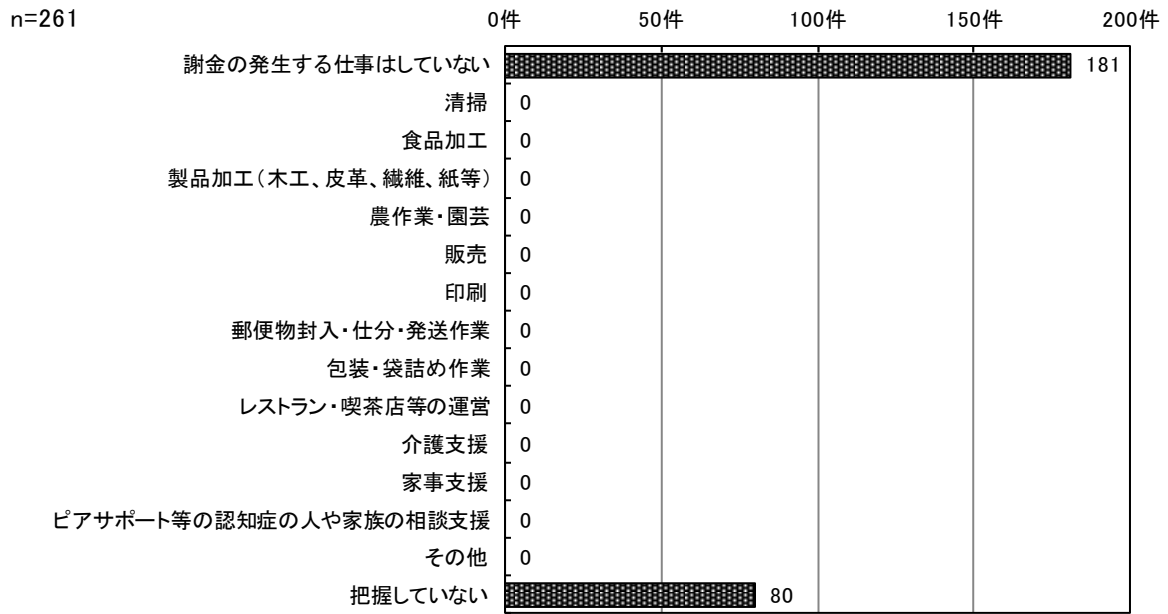 n=261
0件 50件 100件 150件 200件
謝金の発生する仕事はしていない 181
清掃 0
食品加工 0
製品加工(木工、皮革、繊維、紙等) 0
農作業・園芸 0
販売 0
印刷 0
郵便物封入・仕分・発送作業 0
包装・袋詰め作業 0
レストラン・喫茶店等の運営 0
介護支援 0
家事支援 0
ピアサポート等の認知症の人や家族の相談支援 0
その他 0
把握していない 80